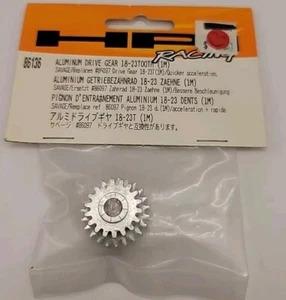 HPI
RACING
86136
ALUMINUM DRIVE GEAR 18-23TOOTH (1M)
SAVAGE/Replaces #86097 Drive Gear 18-23T(1M)/Quicker acceleration.
ALUMINIUM GETRIEBEZAHNRAD 18-23 ZAEHNE (1M)
SAVAGE/Ersetzt #86097 Zahnrad 18-23 Zaehne(1M)/Bessere Beschleunigung
PIGNON D'ENTRAINEMENT ALUMINIUM 18-23 DENTS (1M)
SAVAGE/Remplace ref. 86097 Pignon 18-23 d.(1M)/acceleration + rapide
アルミドライブギヤ 18-23T (1M)
サベージ #86097 ドライブギヤと互換性があります。